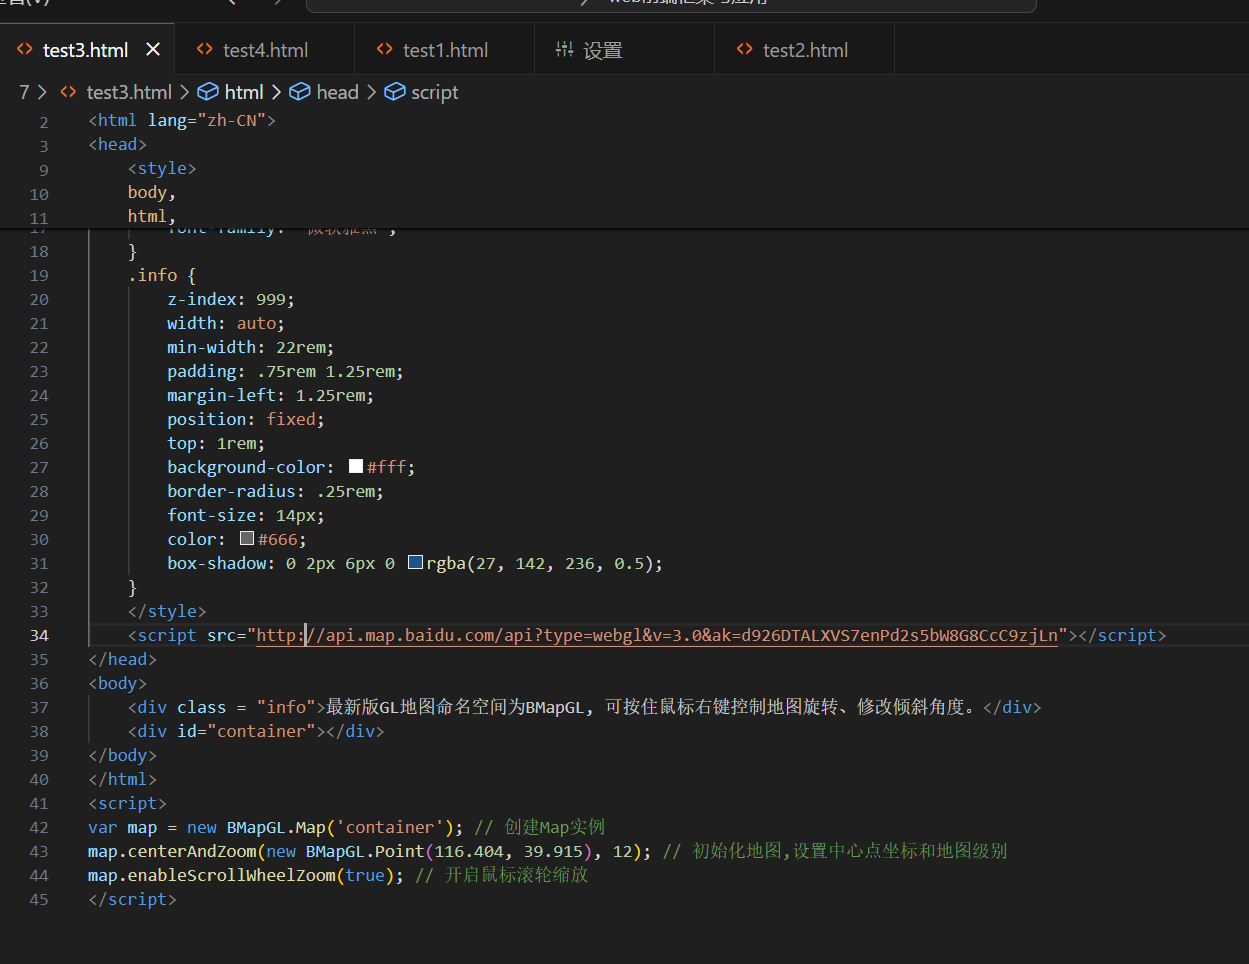 test3.html test4.html test1.html 设置 test2.html
7 > test3.html > html > head > script
2 <html lang="zh-CN">
3 <head>
9 <style>
10 body,
11 html,
17 font-family: "微软雅黑";
18 }
19 .info {
20 z-index: 999;
21 width: auto;
22 min-width: 22rem;
23 padding: .75rem 1.25rem;
24 margin-left: 1.25rem;
25 position: fixed;
26 top: 1rem;
27 background-color: #fff;
28 border-radius: .25rem;
29 font-size: 14px;
30 color: #666;
31 box-shadow: 0 2px 6px 0 rgba(27, 142, 236, 0.5);
32 }
33 </style>
34 <script src="http://api.map.baidu.com/api?type=webgl&v=3.0&ak=d926DTALXVS7enPd2s5bW8G8CcC9zjLn"></script>
35 </head>
36 <body>
37 <div class = "info">最新版GL地图命名空间为BMapGL, 可按住鼠标右键控制地图旋转、修改倾斜角度。</div>
38 <div id="container"></div>
39 </body>
40 </html>
41 <script>
42 var map = new BMapGL.Map('container'); // 创建Map实例
43 map.centerAndZoom(new BMapGL.Point(116.404, 39.915), 12); // 初始化地图,设置中心点坐标和地图级别
44 map.enableScrollWheelZoom(true); // 开启鼠标滚轮缩放
45 </script>